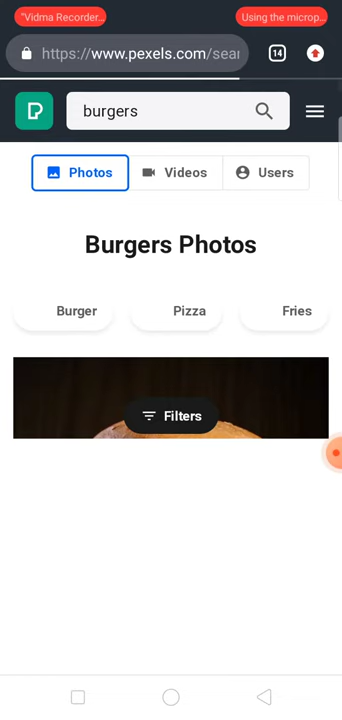 "Vidma Recorder...
Using the microp...
https://www.pexels.com/sear
14
burgers
Photos
Videos
Users
Burgers Photos
Burger
Pizza
Fries
Filters